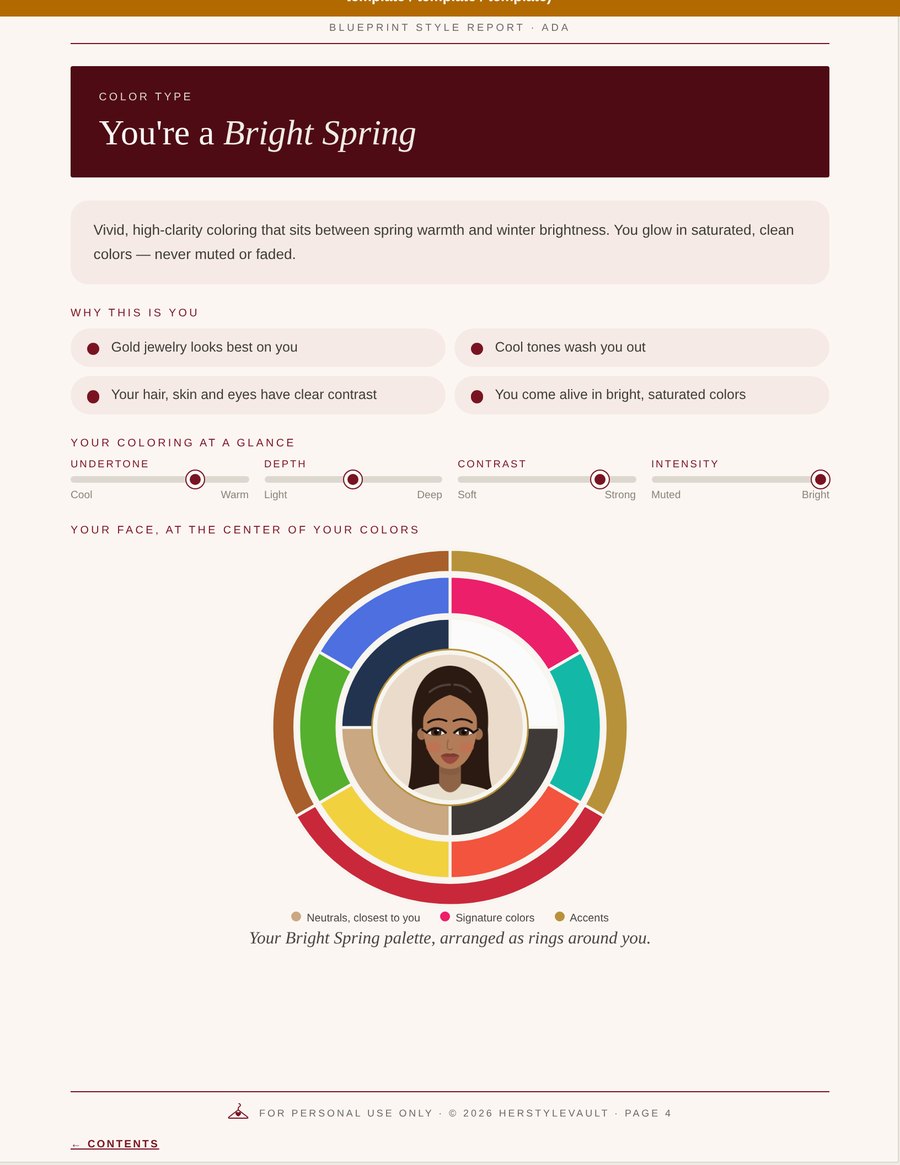 BLUEPRINT STYLE REPORT · ADA
COLOR TYPE
You're a Bright Spring
Vivid, high-clarity coloring that sits between spring warmth and winter brightness. You glow in saturated, clean
colors — never muted or faded.
WHY THIS IS YOU
Gold jewelry looks best on you
Cool tones wash you out
Your hair, skin and eyes have clear contrast
You come alive in bright, saturated colors
YOUR COLORING AT A GLANCE
UNDERTONE
DEPTH
CONTRAST
INTENSITY
Cool Warm
Light Deep
Soft Strong
Muted Bright
YOUR FACE, AT THE CENTER OF YOUR COLORS
Neutrals, closest to you
Signature colors
Accents
Your Bright Spring palette, arranged as rings around you.
FOR PERSONAL USE ONLY · © 2026 HERSTYLEVAULT · PAGE 4
← CONTENTS